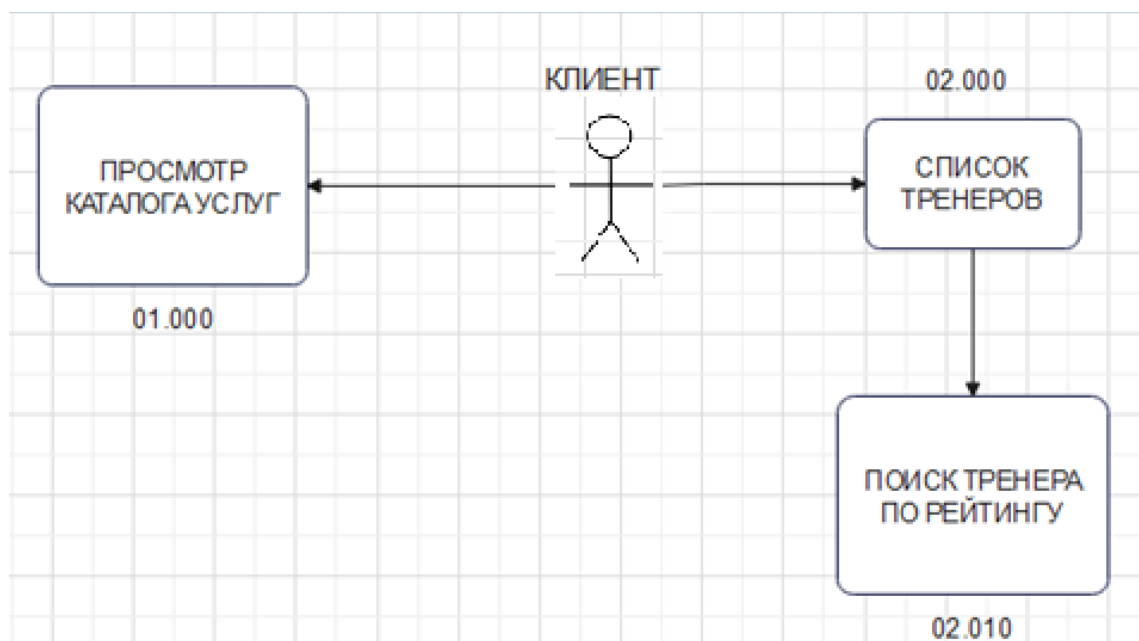 КЛИЕНТ
02.000
ПРОСМОТР
КАТАЛОГА УСЛУГ
01.000
СПИСОК
ТРЕНЕРОВ
ПОИСК ТРЕНЕРА
ПО РЕЙТИНГУ
02.010